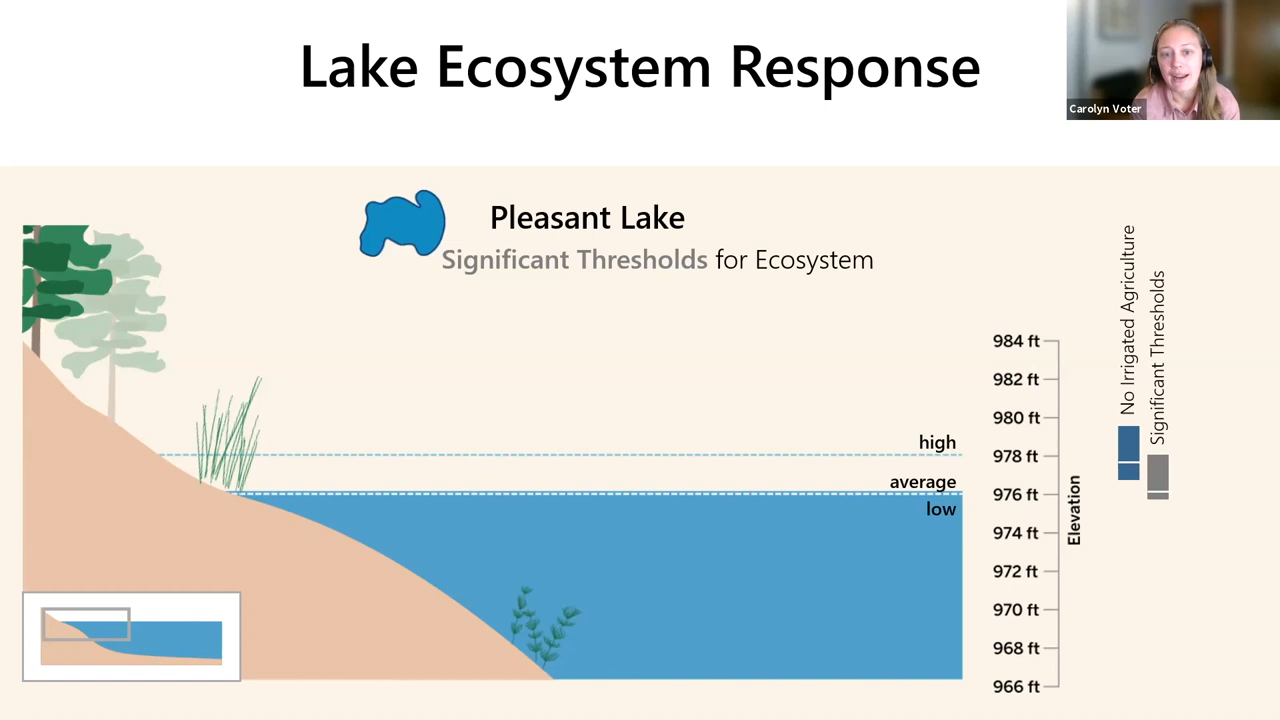 Lake Ecosystem Response
Carolyn Voter
Pleasant Lake
Significant Thresholds for Ecosystem
high
average
low
984 ft
982 ft
980 ft
978 ft
976 ft
974 ft
972 ft
970 ft
968 ft
966 ft
Elevation
No Irrigated Agriculture
Significant Thresholds